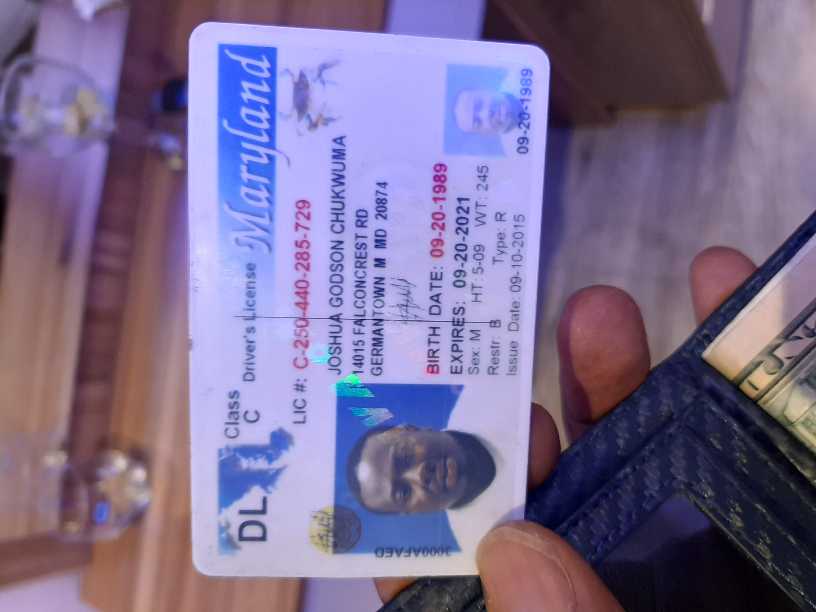 DL
Class
C
Driver's License
Maryland
LIC #: C-250-440-285-729
JOSHUA GODSON CHUKWUMA
14015 FALCONCREST RD
GERMANTOWN M MD 20874
BIRTH DATE: 09-20-1989
EXPIRES: 09-20-2021
Sex: M HT: 5-09 WT: 245
Restr: B Type: R
Issue Date: 09-10-2015
09-20-1989